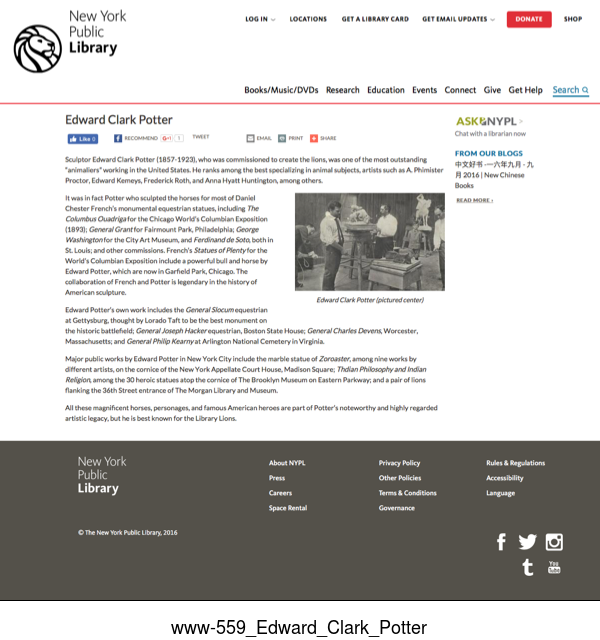 New York
Public
Library
LOG IN
LOCATIONS
GET A LIBRARY CARD
GET EMAIL UPDATES
DONATE
SHOP
Books/Music/DVDs Research Education Events Connect Give Get Help Search
Edward Clark Potter
Like 0
RECOMMEND
G+1
1
TWEET
EMAIL
PRINT
SHARE
Sculptor Edward Clark Potter (1857-1923), who was commissioned to create the lions, was one of the most outstanding
"animaliers" working in the United States. He ranks among the best specializing in animal subjects, artists such as A. Phimister
Proctor, Edward Kemeys, Frederick Roth, and Anna Hyatt Huntington, among others.
It was in fact Potter who sculpted the horses for most of Daniel
Chester French's monumental equestrian statues, including The
Columbus Quadriga for the Chicago World's Columbian Exposition
(1893); General Grant for Fairmount Park, Philadelphia; George
Washington for the City Art Museum, and Ferdinand de Soto, both in
St. Louis; and other commissions. French's Statues of Plenty for the
World's Columbian Exposition include a powerful bull and horse by
Edward Potter, which are now in Garfield Park, Chicago. The
collaboration of French and Potter is legendary in the history of
American sculpture.
Edward Clark Potter (pictured center)
Edward Potter's own work includes the General Slocum equestrian
at Gettysburg, thought by Lorado Taft to be the best monument on
the historic battlefield; General Joseph Hacker equestrian, Boston State House; General Charles Devens, Worcester,
Massachusetts; and General Philip Kearny at Arlington National Cemetery in Virginia.
Major public works by Edward Potter in New York City include the marble statue of Zoroaster, among nine works by
different artists, on the cornice of the New York Appellate Court House, Madison Square; Thdian Philosophy and Indian
Religion, among the 30 heroic statues atop the cornice of The Brooklyn Museum on Eastern Parkway; and a pair of lions
flanking the 36th Street entrance of The Morgan Library and Museum.
All these magnificent horses, personages, and famous American heroes are part of Potter's noteworthy and highly regarded
artistic legacy, but he is best known for the Library Lions.
ASK NYPL >
Chat with a librarian now
FROM OUR BLOGS
中文好书 -一六年九月 - 九
月 2016 | New Chinese
Books
READ MORE ›
New York
Public
Library
About NYPL
Press
Careers
Space Rental
Privacy Policy
Other Policies
Terms & Conditions
Governance
Rules & Regulations
Accessibility
Language
© The New York Public Library, 2016
You
Tube
www-559_Edward_Clark_Potter